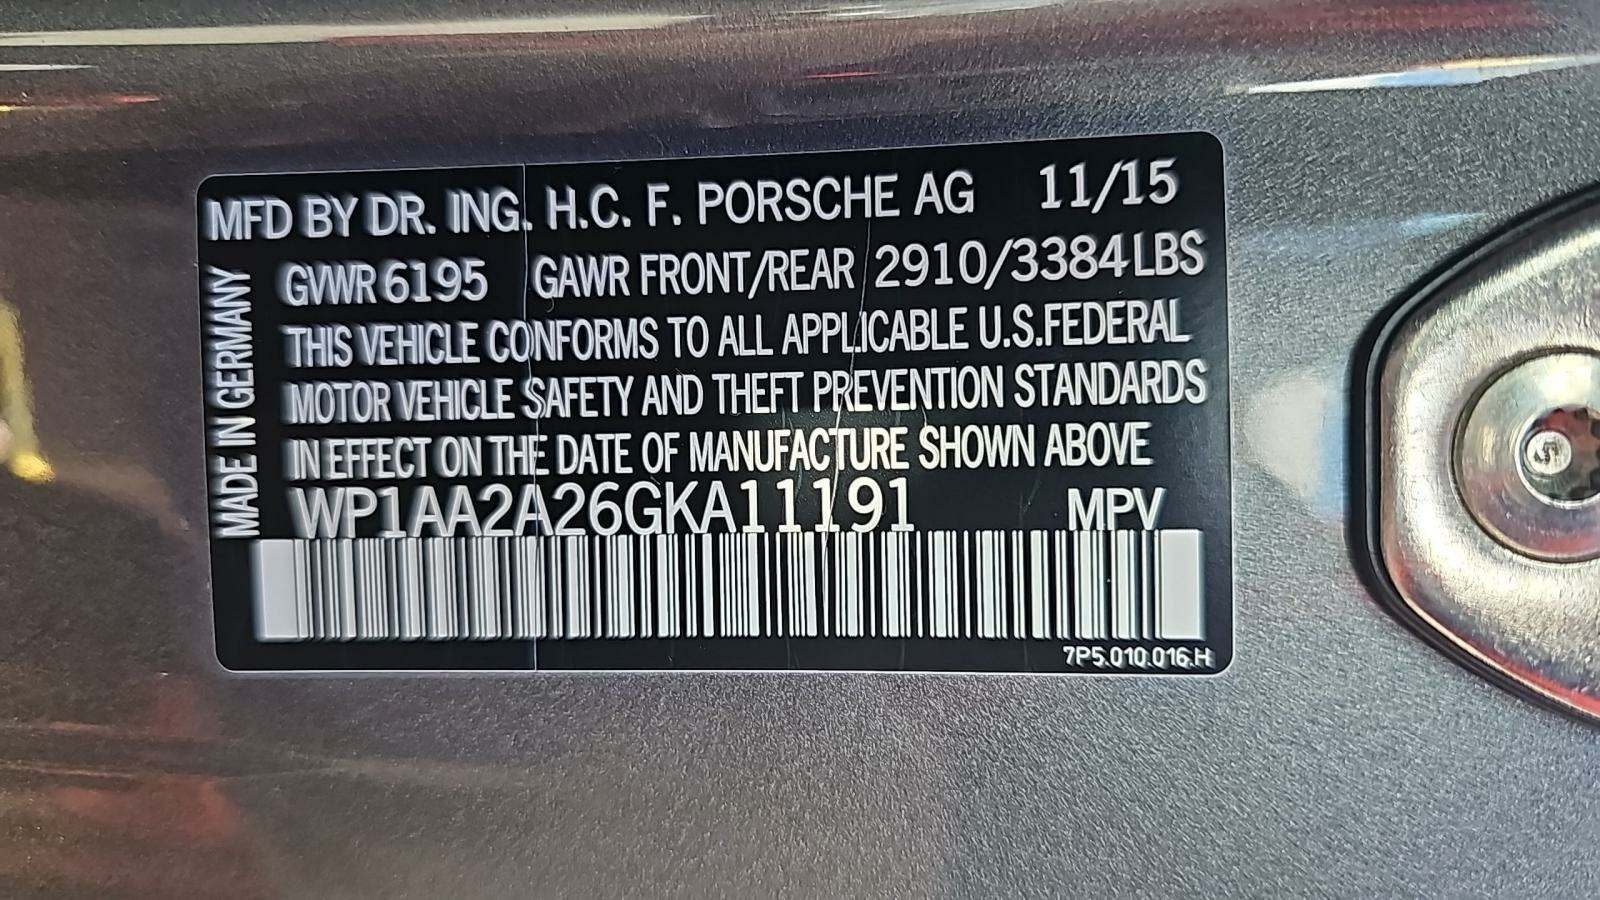 MFD BY DR. ING. H.C. F. PORSCHE AG 11/15
GVWR 6195 GAWR FRONT/REAR 2910/3384 LBS
THIS VEHICLE CONFORMS TO ALL APPLICABLE U.S.FEDERAL
MOTOR VEHICLE SAFETY AND THEFT PREVENTION STANDARDS
IN EFFECT ON THE DATE OF MANUFACTURE SHOWN ABOVE
WP1AA2A26GKA11191 MPV
7P5.010.016.H
MADE IN GERMANY